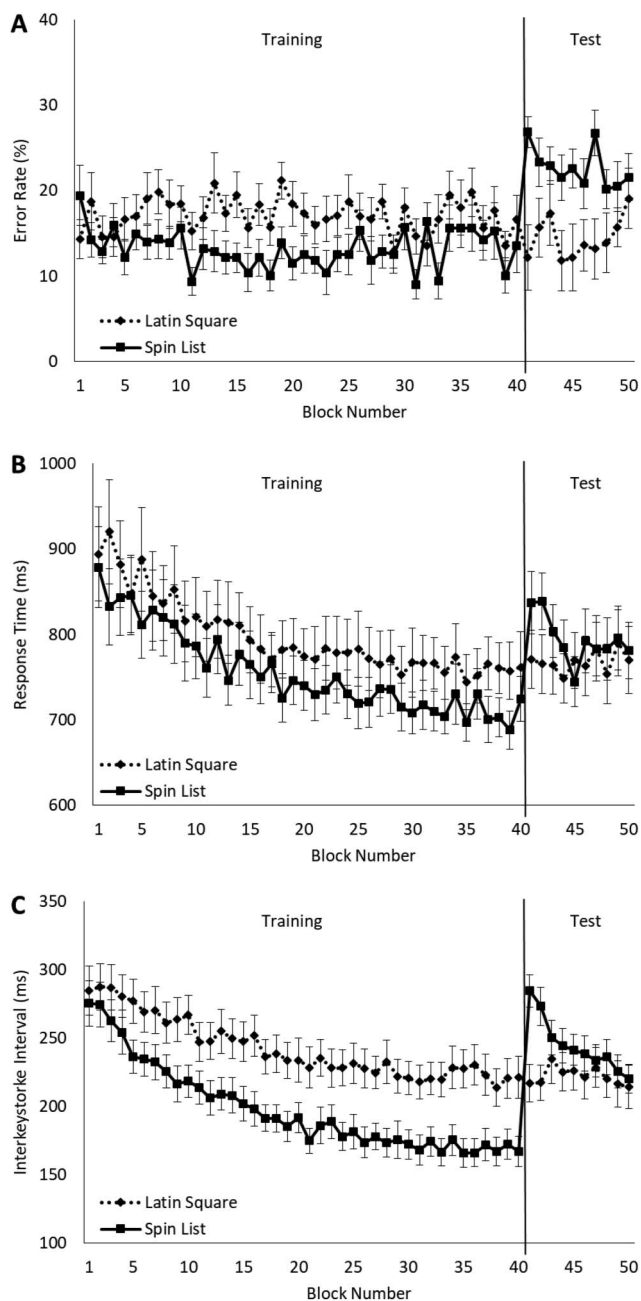 A
Training
Test
40
30
20
10
0
Error Rate (%)
Latin Square
Spin List
1 5 10 15 20 25 30 35 40 45 50
Block Number
B
Training
Test
1000
900
800
700
600
Response Time (ms)
Latin Square
Spin List
1 5 10 15 20 25 30 35 40 45 50
Block Number
C
Training
Test
350
300
250
200
150
100
Interkeystorke Interval (ms)
Latin Square
Spin List
1 5 10 15 20 25 30 35 40 45 50
Block Number